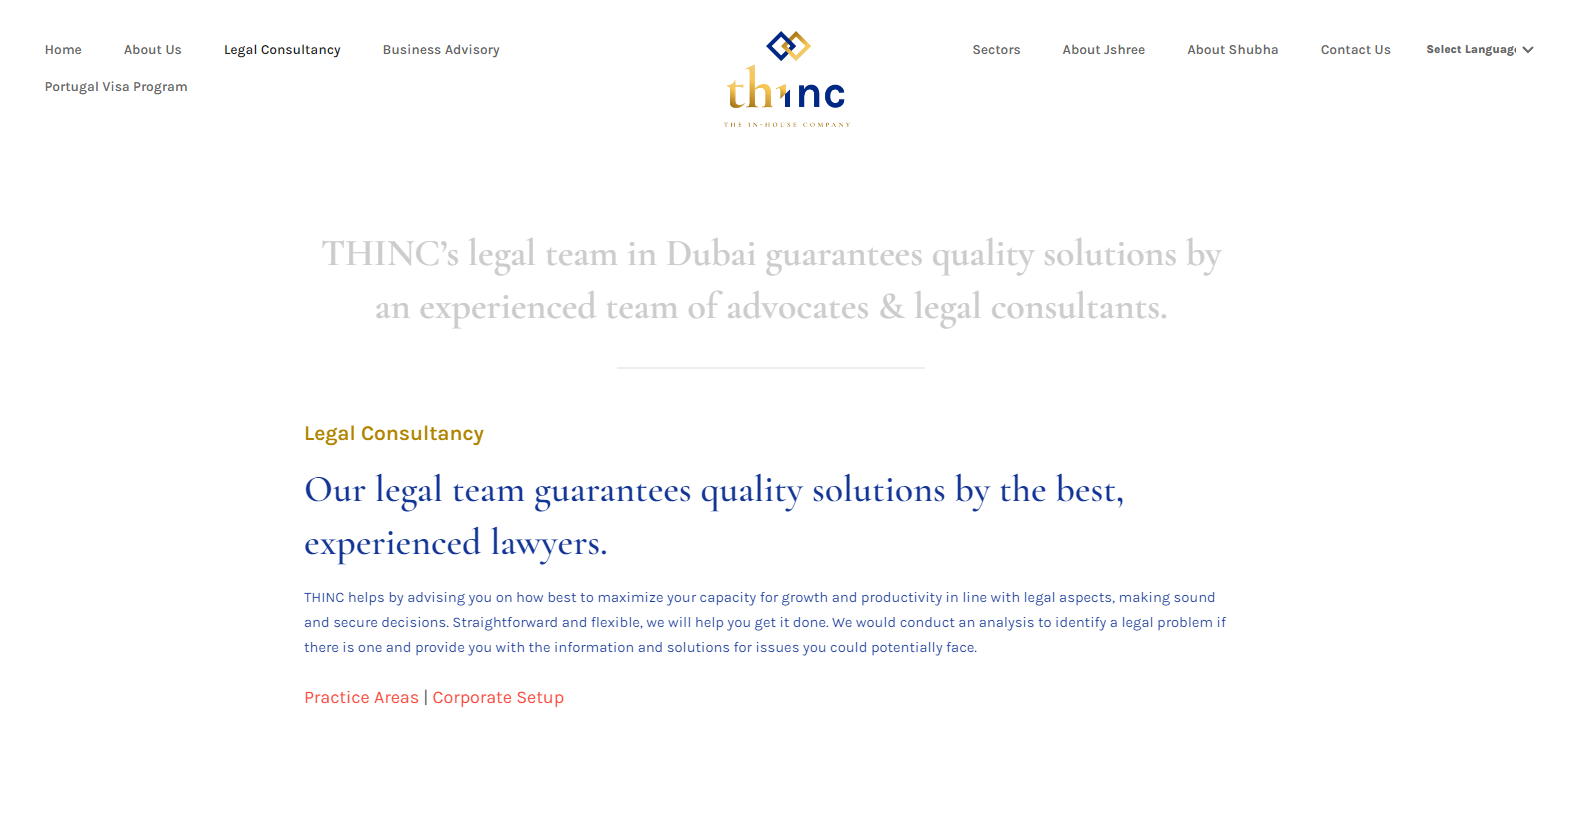 Home
About Us
Legal Consultancy
Business Advisory
Portugal Visa Program
thinc
THE IN-HOUSE COMPANY
Sectors
About Jshree
About Shubha
Contact Us
Select Language
THINC’s legal team in Dubai guarantees quality solutions by
an experienced team of advocates & legal consultants.
Legal Consultancy
Our legal team guarantees quality solutions by the best,
experienced lawyers.
THINC helps by advising you on how best to maximize your capacity for growth and productivity in line with legal aspects, making sound
and secure decisions. Straightforward and flexible, we will help you get it done. We would conduct an analysis to identify a legal problem if
there is one and provide you with the information and solutions for issues you could potentially face.
Practice Areas | Corporate Setup